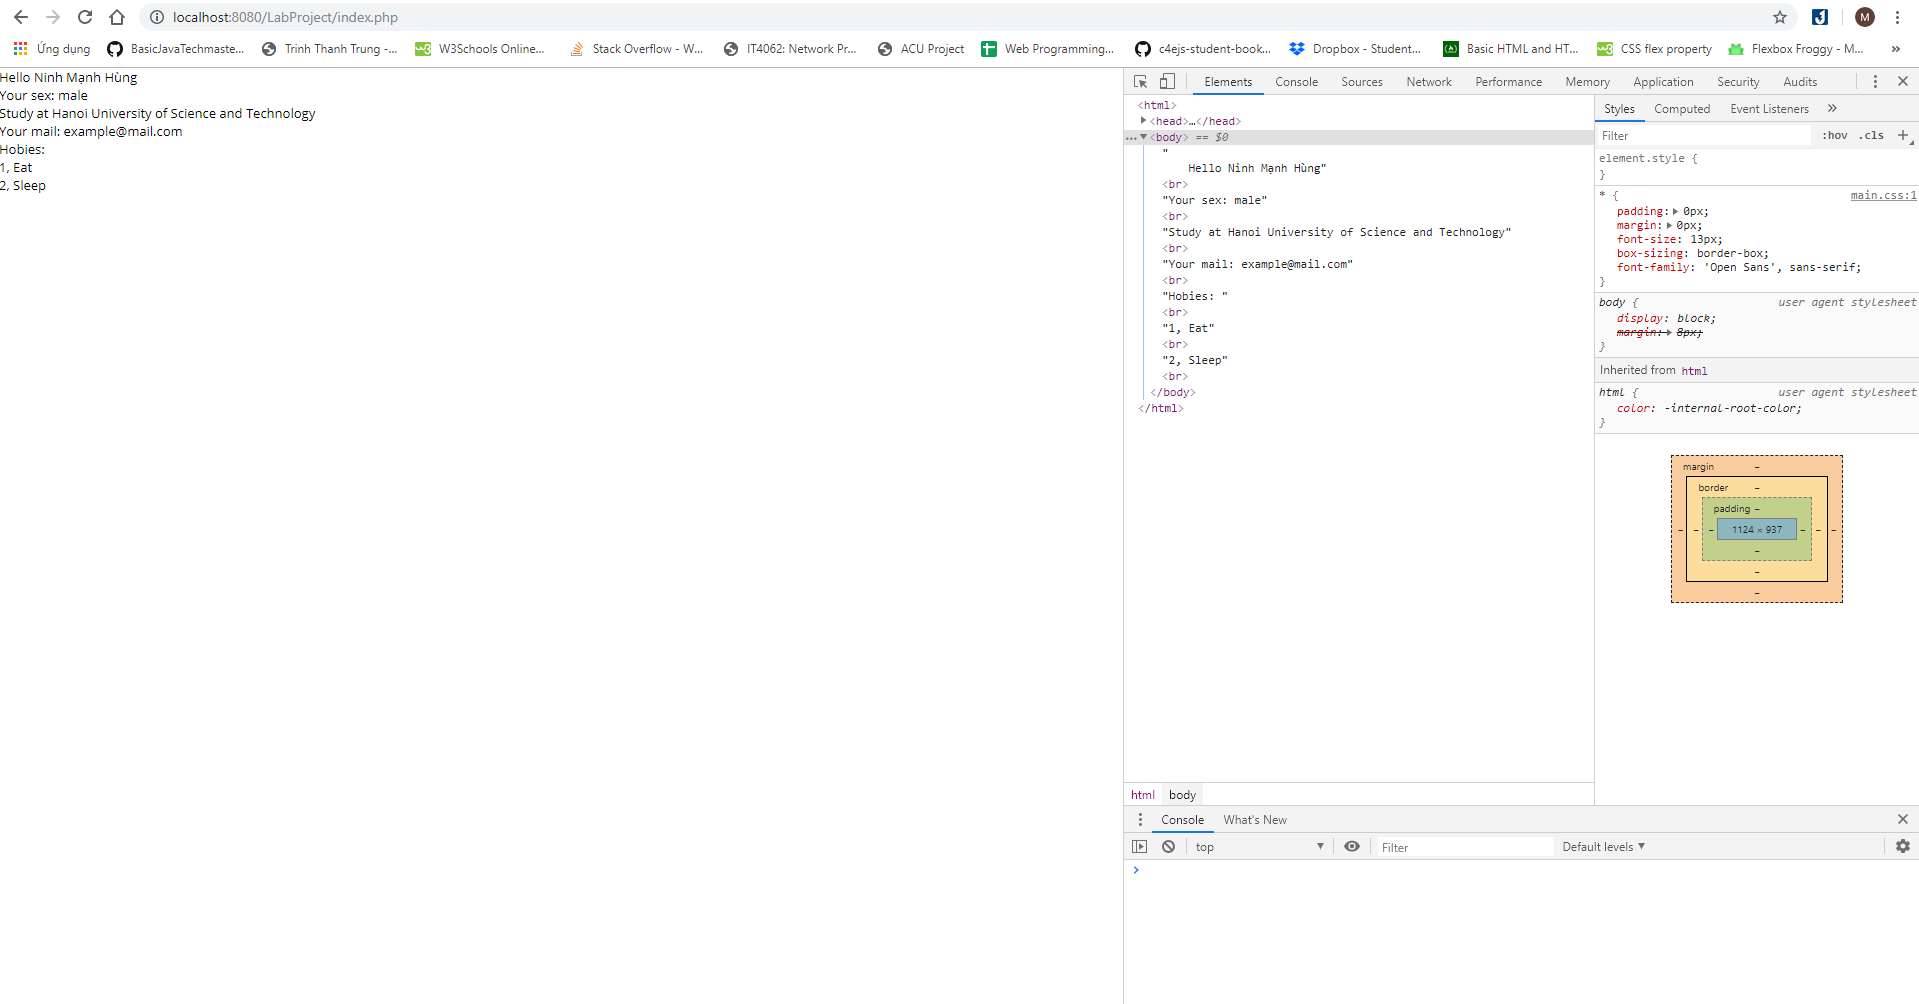 localhost:8080/LabProject/index.php
M
Ứng dụng BasicJavaTechmaste... Trinh Thanh Trung -... W3Schools Online... Stack Overflow - W... IT4062: Network Pr... ACU Project Web Programming... c4ejs-student-book... Dropbox - Student... Basic HTML and HT... CSS flex property Flexbox Froggy - M... »
Hello Ninh Mạnh Hùng
Your sex: male
Study at Hanoi University of Science and Technology
Your mail: example@mail.com
Hobies:
1, Eat
2, Sleep
Elements Console Sources Network Performance Memory Application Security Audits
<html>
<head>…</head>
<body> == $0
"
Hello Ninh Mạnh Hùng"
<br>
"Your sex: male"
<br>
"Study at Hanoi University of Science and Technology"
<br>
"Your mail: example@mail.com"
<br>
"Hobies: "
<br>
"1, Eat"
<br>
"2, Sleep"
<br>
</body>
</html>
html body
Styles Computed Event Listeners »
Filter :hov .cls +
element.style {
}
* { main.css:1
padding: 0px;
margin: 0px;
font-size: 13px;
box-sizing: border-box;
font-family: 'Open Sans', sans-serif;
}
body { user agent stylesheet
display: block;
margin: 8px;
}
Inherited from html
html { user agent stylesheet
color: -internal-root-color;
}
margin –
border –
padding –
– – – 1124 × 937 – – –
–
–
–
Console What's New
top Filter Default levels